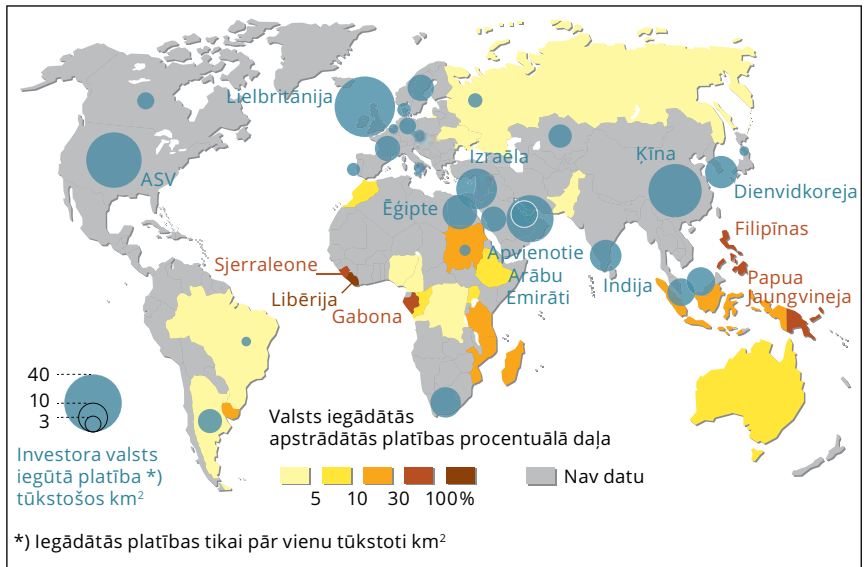 Lielbritānija
ASV
Izraēla
Ķīna
Dienvidkoreja
Ēģipte
Filipīnas
Sjerraleone
Apvienotie
Arābu
Emirāti
Indija
Papua
Jaungvineja
Libērija
Gabona
40
10
3
Investora valsts
iegūtā platība *)
tūkstošos km²
Valsts iegādātās
apstrādātās platības procentuālā daļa
5 10 30 100%
Nav datu
*) Iegādātās platības tikai pār vienu tūkstoti km²